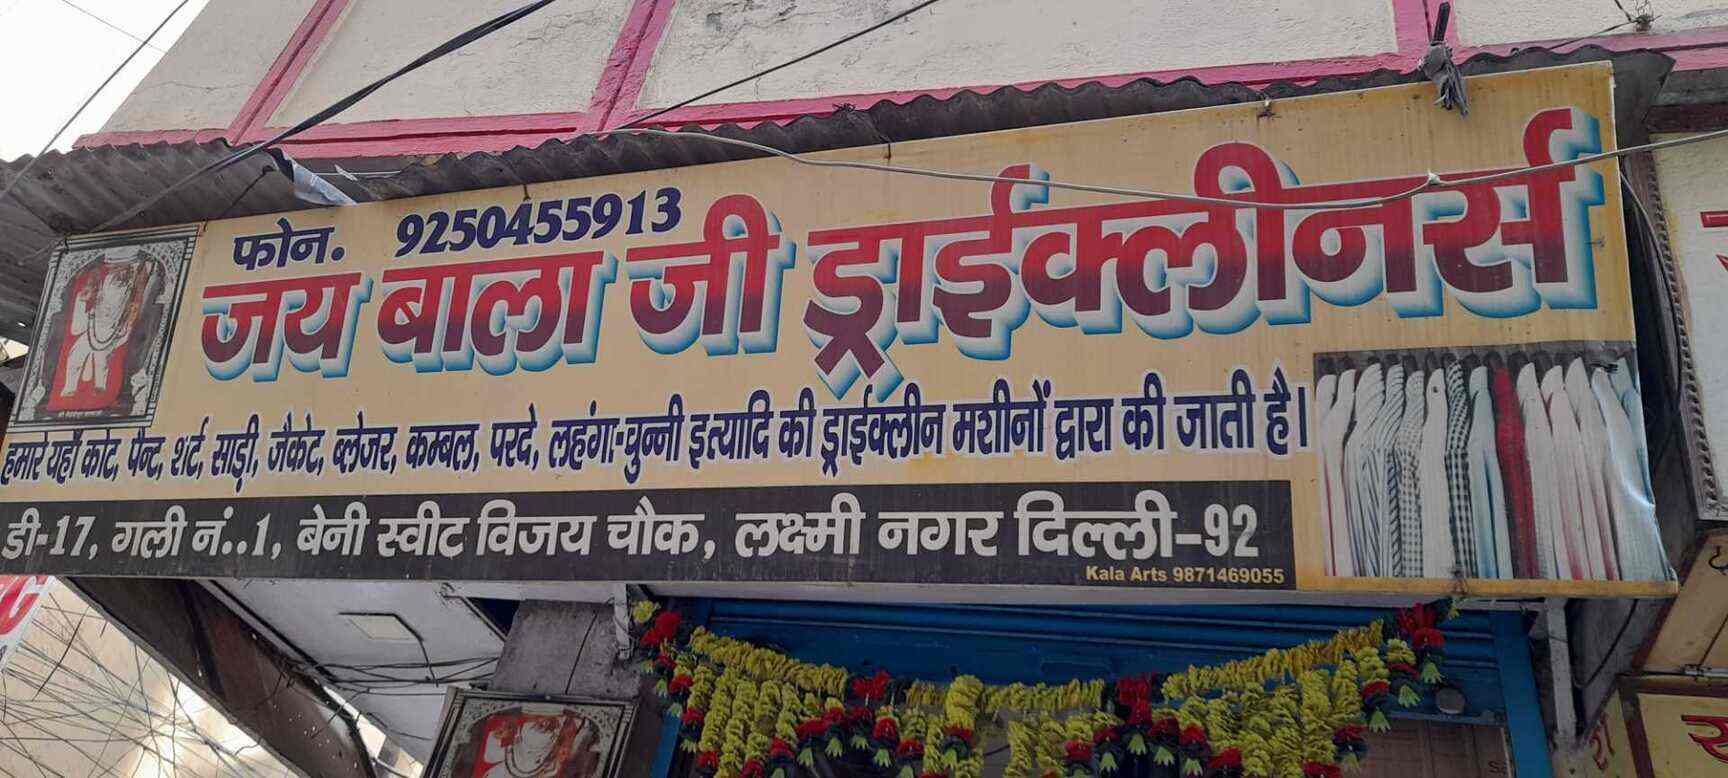 फोन. 9250455913
जय बाला जी ड्राईक्लीनर्स
हमारे यहाँ कोट, पेन्ट, शर्ट, साड़ी, जैकेट, ब्लेजर, कम्बल, परदे, लहंगा-चुन्नी इत्यादि की ड्राईक्लीन मशीनों द्वारा की जाती है।
डी-17, गली नं..1, बेनी स्वीट विजय चौक, लक्ष्मी नगर दिल्ली-92
Kala Arts 9871469055